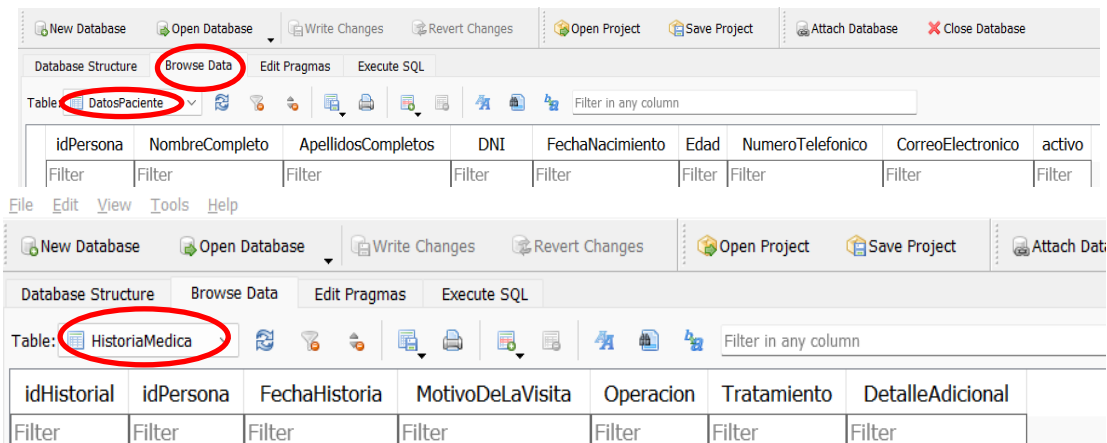 New Database Open Database Write Changes Revert Changes Open Project Save Project Attach Database Close Database
Database Structure Browse Data Edit Pragmas Execute SQL
Table: DatosPaciente Filter in any column
idPersona NombreCompleto ApellidosCompletos DNI FechaNacimiento Edad NumeroTelefonico CorreoElectronico activo
Filter Filter Filter Filter Filter Filter Filter Filter Filter
File Edit View Tools Help
New Database Open Database Write Changes Revert Changes Open Project Save Project Attach Data
Database Structure Browse Data Edit Pragmas Execute SQL
Table: HistoriaMedica Filter in any column
idHistorial idPersona FechaHistoria MotivoDeLaVisita Operacion Tratamiento DetalleAdicional
Filter Filter Filter Filter Filter Filter Filter